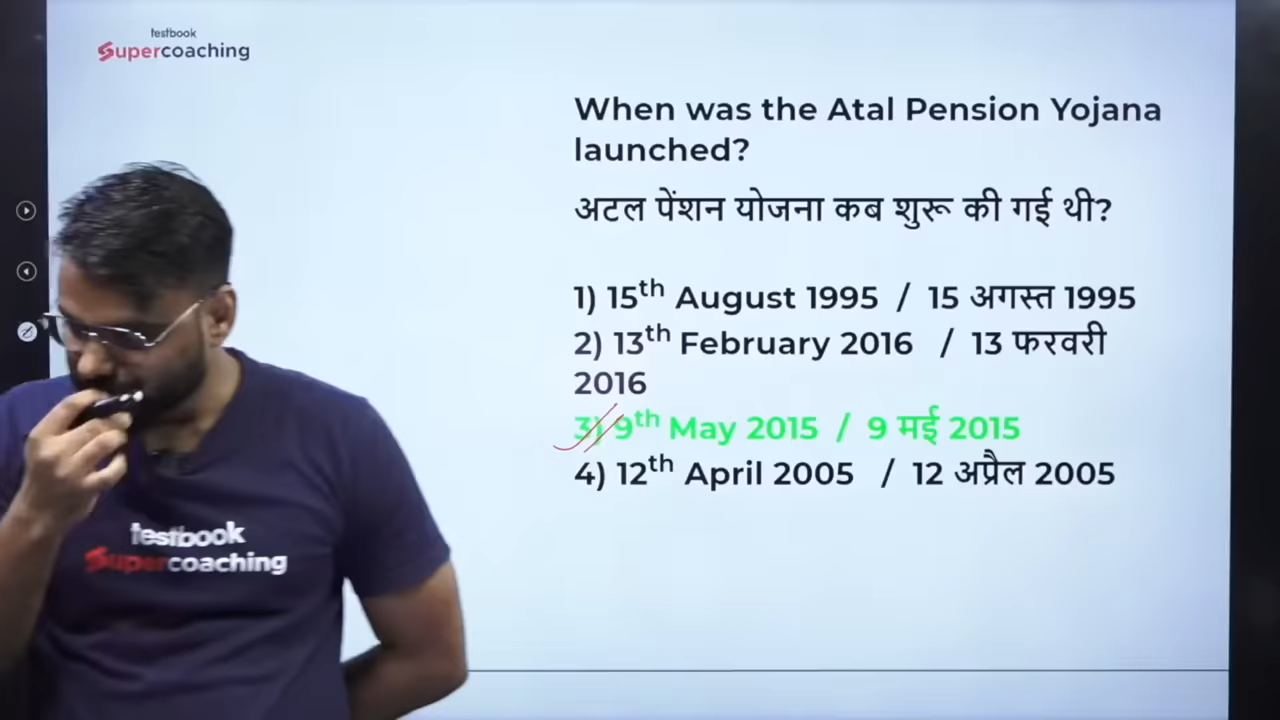 testbook
Supercoaching
When was the Atal Pension Yojana
launched?
अटल पेंशन योजना कब शुरू की गई थी?
1) 15th August 1995 / 15 अगस्त 1995
2) 13th February 2016 / 13 फरवरी
2016
3) 9th May 2015 / 9 मई 2015
4) 12th April 2005 / 12 अप्रैल 2005
testbook
Supercoaching